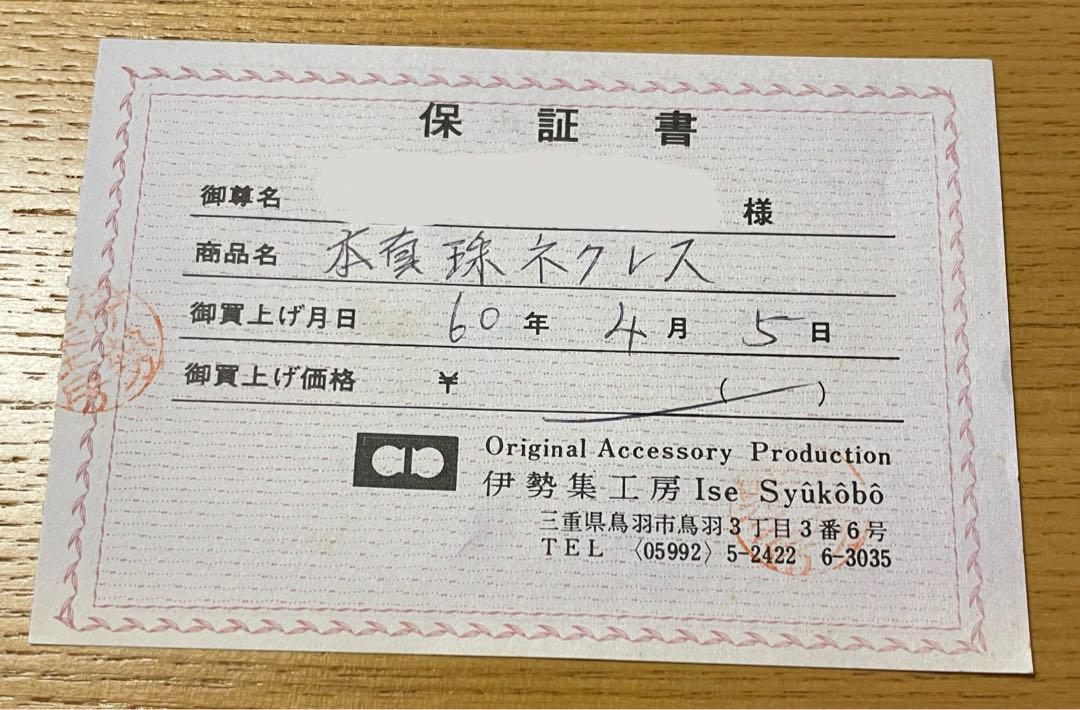 保証書
御尊名 様
商品名 本真珠ネクレス
御買上げ月日 60年 4月 5日
御買上げ価格 ¥ ( )
Original Accessory Production
伊勢集工房 Ise Syûkôbô
三重県鳥羽市鳥羽3丁目3番6号
TEL 〈05992〉5-2422 6-3035